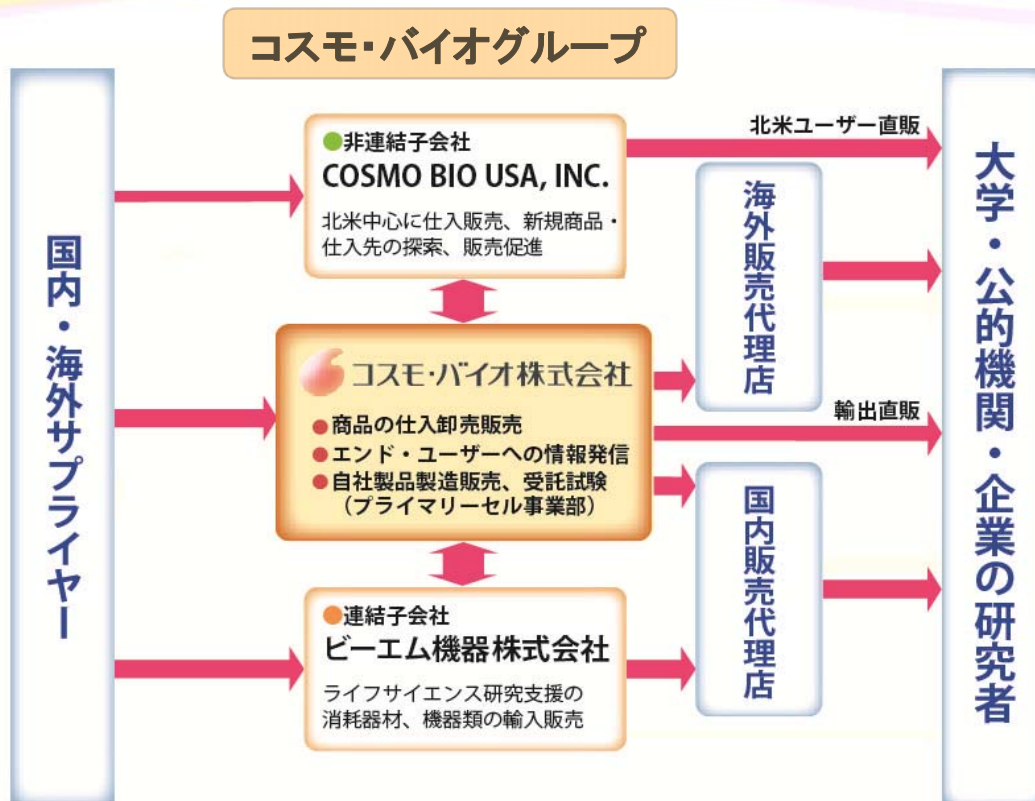 コスモ・バイオグループ
国内・海外サプライヤー
●非連結子会社
COSMO BIO USA, INC.
北米中心に仕入販売、新規商品・
仕入先の探索、販売促進
コスモ・バイオ株式会社
●商品の仕入卸売販売
●エンド・ユーザーへの情報発信
●自社製品製造販売、受託試験
（プライマリーセル事業部）
●連結子会社
ビーエム機器株式会社
ライフサイエンス研究支援の
消耗器材、機器類の輸入販売
北米ユーザー直販
海外販売代理店
輸出直販
国内販売代理店
大学・公的機関・企業の研究者